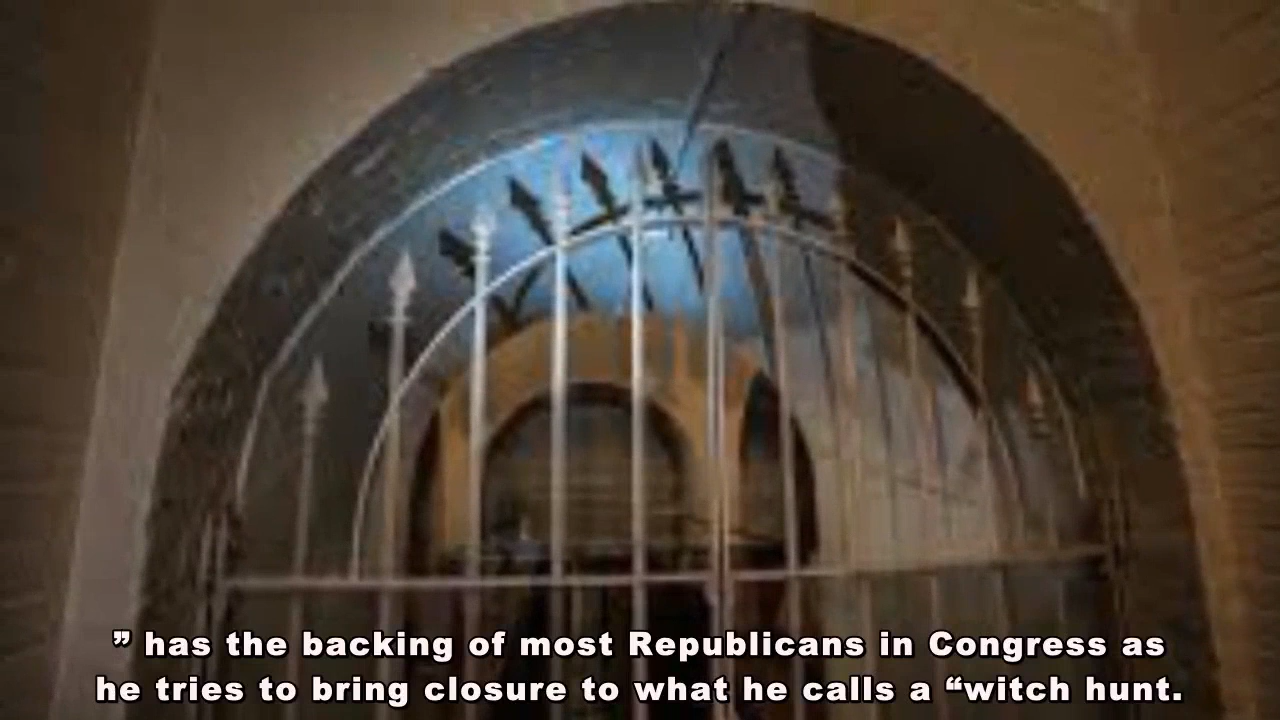 ” has the backing of most Republicans in Congress as
he tries to bring closure to what he calls a “witch hunt.